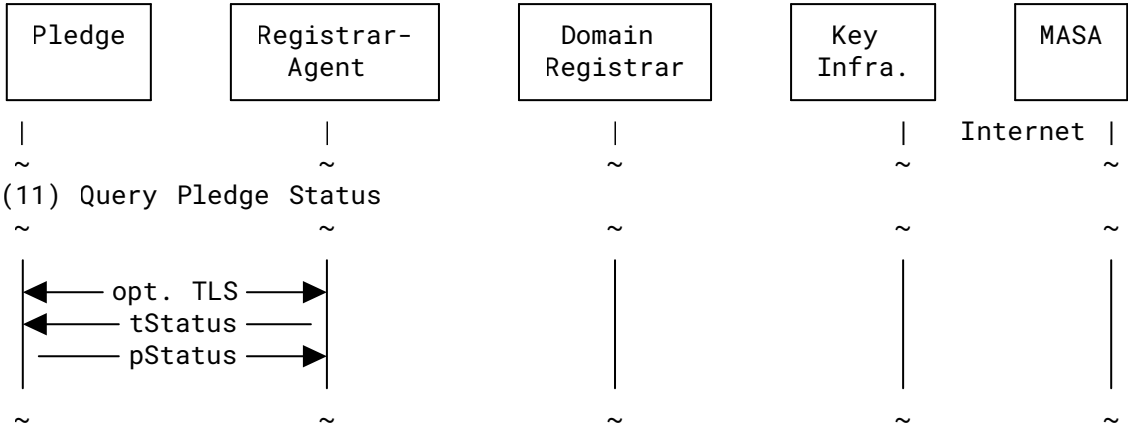 Pledge Registrar- Domain Key MASA
Agent Registrar Infra.
| | | | Internet |
~ ~ ~ ~ ~
(11) Query Pledge Status
~ ~ ~ ~ ~
opt. TLS
tStatus
pStatus
~ ~ ~ ~ ~